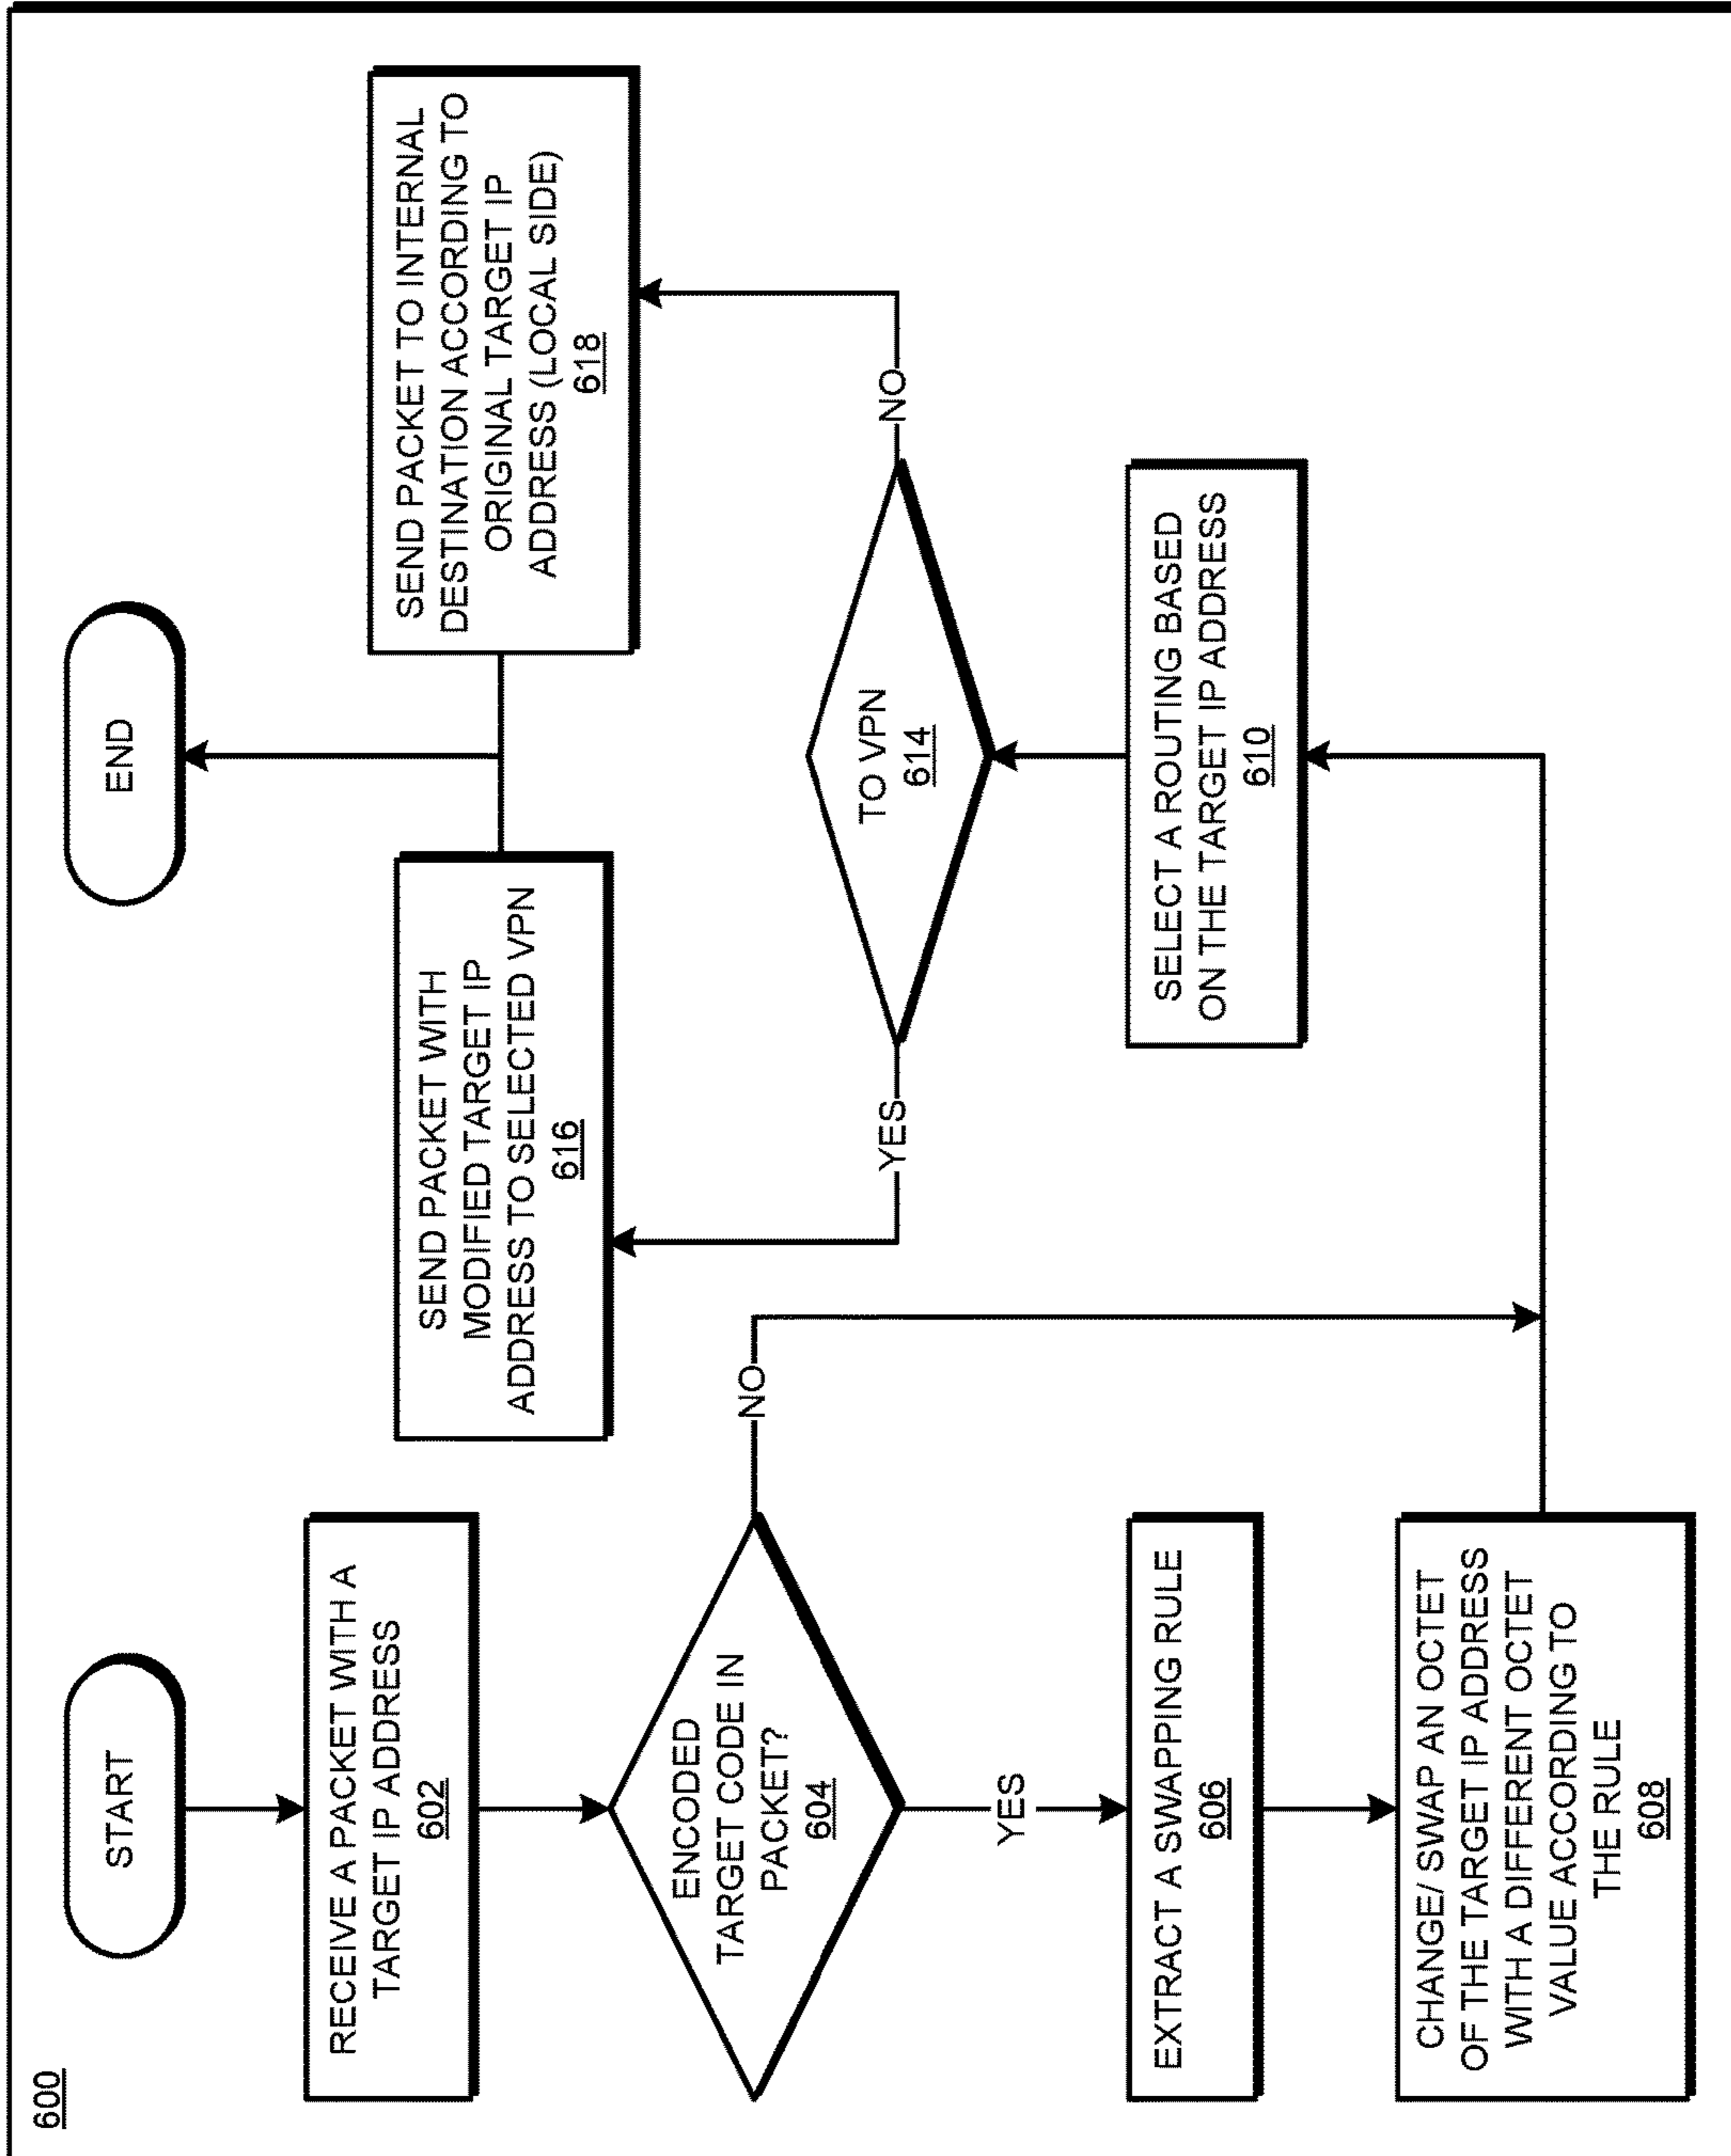 600
START
RECEIVE A PACKET WITH A
TARGET IP ADDRESS
602
ENCODED
TARGET CODE IN
PACKET?
604
NO
YES
EXTRACT A SWAPPING RULE
606
CHANGE/ SWAP AN OCTET
OF THE TARGET IP ADDRESS
WITH A DIFFERENT OCTET
VALUE ACCORDING TO
THE RULE
608
SELECT A ROUTING BASED
ON THE TARGET IP ADDRESS
610
TO VPN
614
YES
NO
SEND PACKET WITH
MODIFIED TARGET IP
ADDRESS TO SELECTED VPN
616
SEND PACKET TO INTERNAL
DESTINATION ACCORDING TO
ORIGINAL TARGET IP
ADDRESS (LOCAL SIDE)
618
END